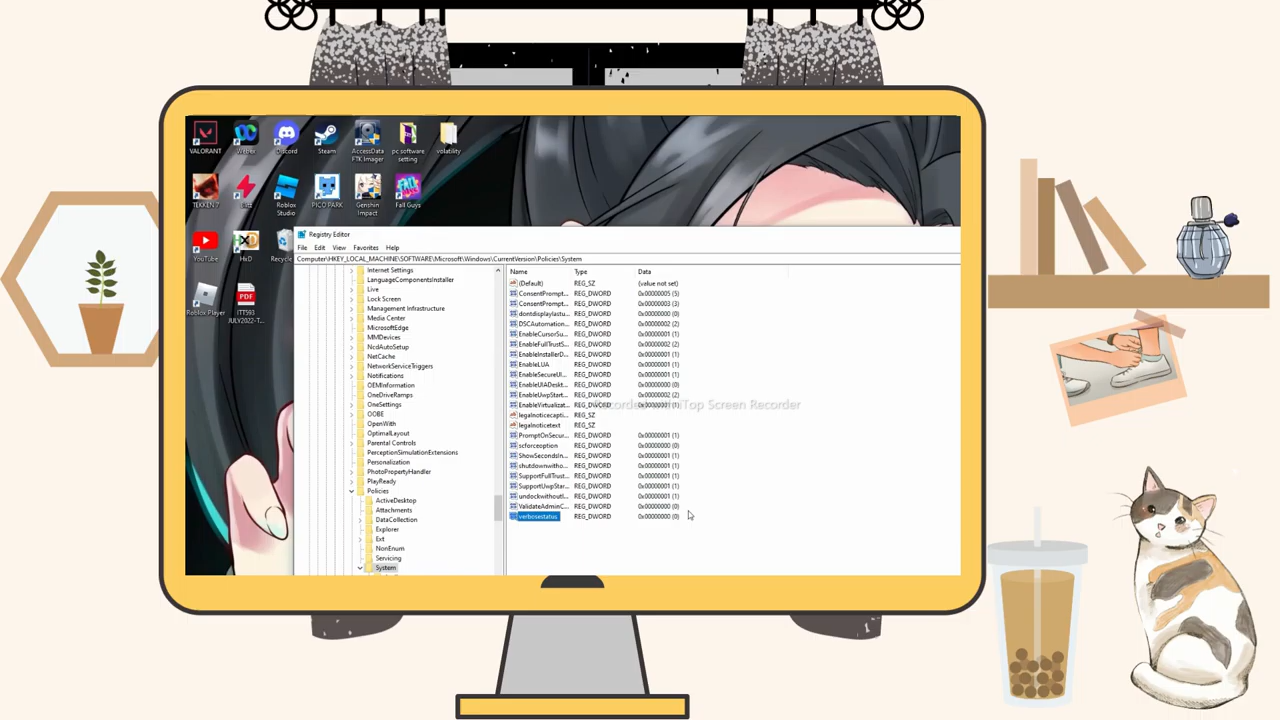 VALORANT
Webex
Discord
Steam
AccessData FTK Imager
pc software setting
volatility
TEKKEN 7
Roblox Studio
PICO PARK
Genshin Impact
Fall Guys
YouTube
HxD
Recycle
Roblox Player
PDF
ITT593 JULY2022-T...
Registry Editor
File Edit View Favorites Help
Computer\HKEY_LOCAL_MACHINE\SOFTWARE\Microsoft\Windows\CurrentVersion\Policies\System
Internet Settings
LanguageComponentsInstaller
Live
Lock Screen
Management Infrastructure
Media Center
MicrosoftEdge
MMDevices
NcdAutoSetup
NetCache
NetworkServiceTriggers
Notifications
OEMInformation
OneDriveRamps
OneSettings
OOBE
OpenWith
OptimalLayout
Parental Controls
PerceptionSimulationExtensions
Personalization
PhotoPropertyHandler
PlayReady
Policies
ActiveDesktop
Attachments
DataCollection
Explorer
Ext
NonEnum
Servicing
System
Name Type Data
(Default) REG_SZ (value not set)
ConsentPrompt... REG_DWORD 0x00000005 (5)
ConsentPrompt... REG_DWORD 0x00000003 (3)
dontdisplaylastu... REG_DWORD 0x00000000 (0)
DSCAutomation... REG_DWORD 0x00000002 (2)
EnableCursorSu... REG_DWORD 0x00000001 (1)
EnableFullTrustS... REG_DWORD 0x00000002 (2)
EnableInstallerD... REG_DWORD 0x00000001 (1)
EnableLUA REG_DWORD 0x00000001 (1)
EnableSecureUI... REG_DWORD 0x00000001 (1)
EnableUIADeskt... REG_DWORD 0x00000000 (0)
EnableUwpStart... REG_DWORD 0x00000002 (2)
EnableVirtualizat... REG_DWORD 0x00000001 (1)
iTop Screen Recorder
legalnoticecapti... REG_SZ
legalnoticetext REG_SZ
PromptOnSecur... REG_DWORD 0x00000001 (1)
scforceoption REG_DWORD 0x00000000 (0)
ShowSecondsIn... REG_DWORD 0x00000001 (1)
shutdownwitho... REG_DWORD 0x00000001 (1)
SupportFullTrust... REG_DWORD 0x00000001 (1)
SupportUwpStar... REG_DWORD 0x00000001 (1)
undockwithoutl... REG_DWORD 0x00000001 (1)
ValidateAdminC... REG_DWORD 0x00000000 (0)
verbosestatus REG_DWORD 0x00000000 (0)